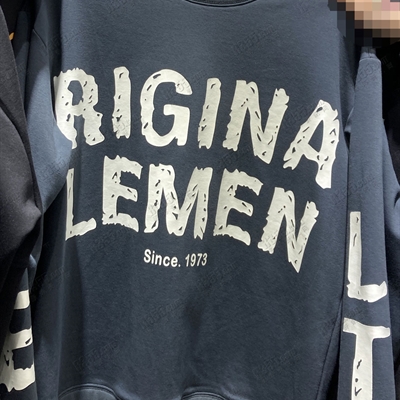 RIGINA
LEMEN
Since. 1973
L
E
T